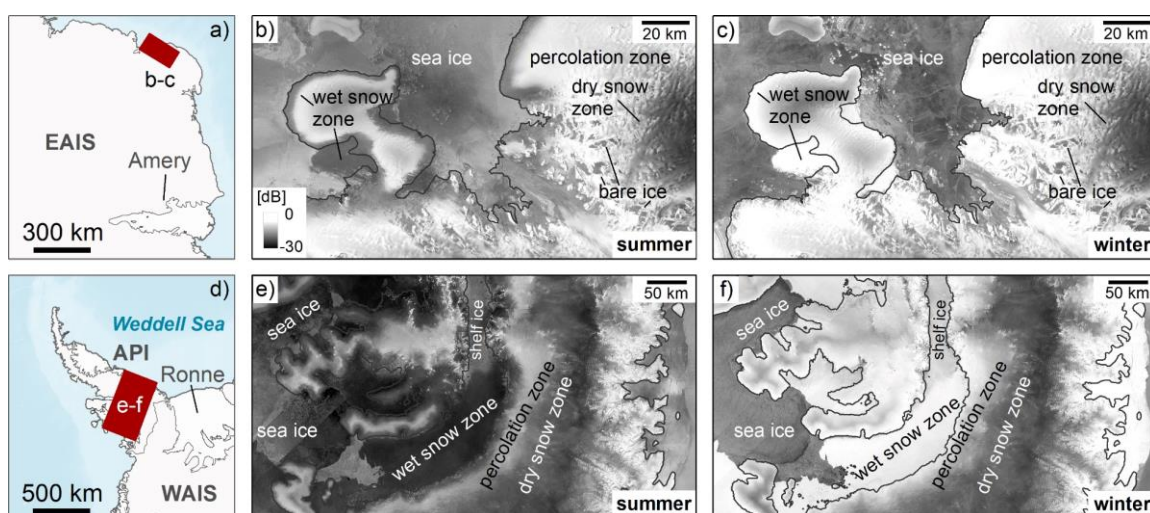 a)
b-c
EAIS
Amery
300 km
b)
20 km
sea ice
percolation zone
wet snow
zone
dry snow
zone
bare ice
[dB]
0
-30
summer
c)
20 km
sea ice
percolation zone
wet snow
zone
dry snow
zone
bare ice
winter
d)
Weddell Sea
API
Ronne
e-f
WAIS
500 km
e)
50 km
sea ice
shelf ice
sea ice
wet snow zone
percolation zone
dry snow zone
summer
f)
50 km
sea ice
shelf ice
sea ice
wet snow zone
percolation zone
dry snow zone
winter